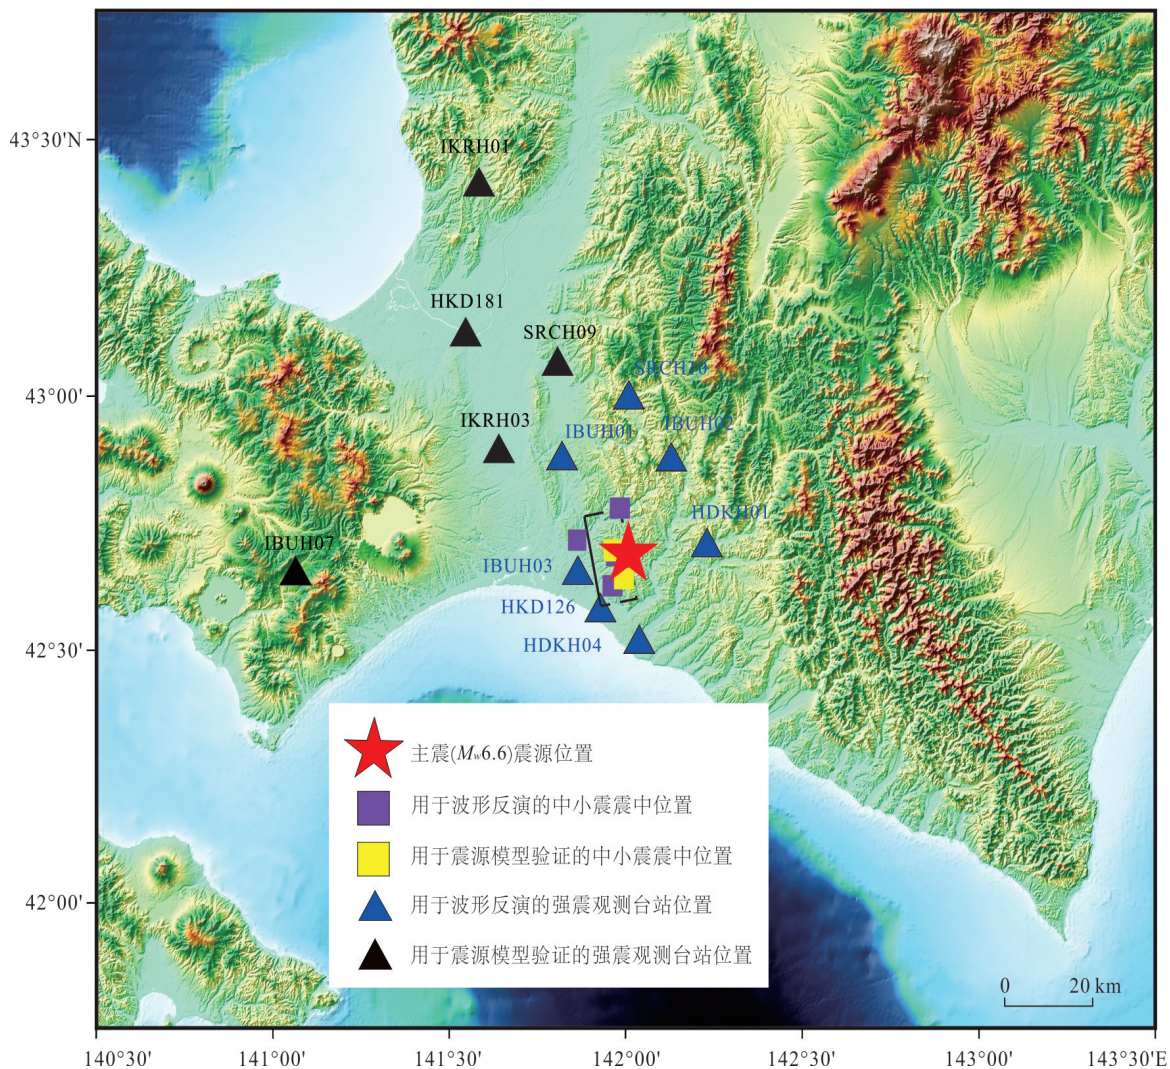 43°30'N
43°00'
42°30'
42°00'
IKRH01
HKD181
SRCH09
SRCH10
IKRH03
IBUH01
IBUH02
HDKH01
IBUH07
IBUH03
HKD126
HDKH04
主震(Mw6.6)震源位置
用于波形反演的中小震震中位置
用于震源模型验证的中小震震中位置
用于波形反演的强震观测台站位置
用于震源模型验证的强震观测台站位置
0 20 km
140°30' 141°00' 141°30' 142°00' 142°30' 143°00' 143°30'E